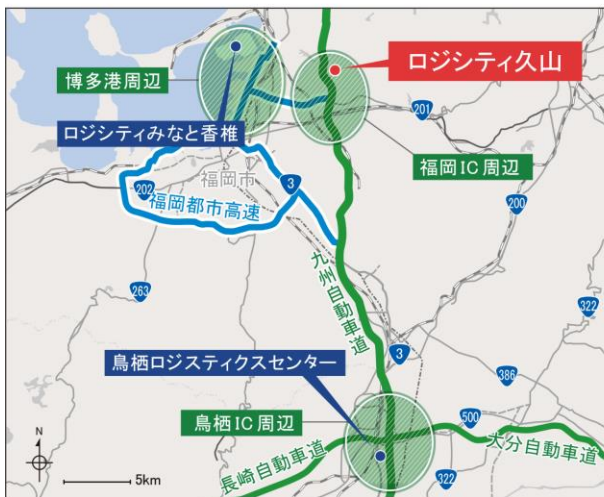 博多港周辺
ロジシティ久山
201
ロジシティみなと香椎
福岡IC周辺
福岡市
3
202
福岡都市高速
200
263
九州自動車道
322
鳥栖ロジスティクスセンター
3
386
鳥栖IC周辺
500
大分自動車道
長崎自動車道
322
N
5km